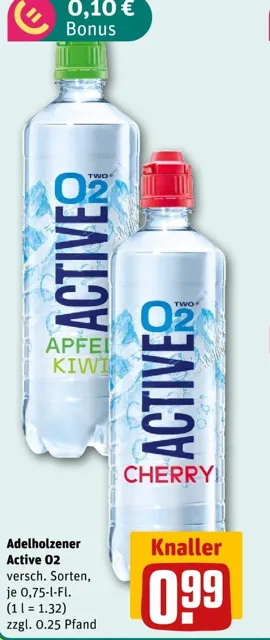 0,10 €
Bonus
TWO
O2
ACTIVE
APFEL
KIWI
TWO
O2
ACTIVE
CHERRY
Adelholzener
Active O2
versch. Sorten,
je 0,75-l-Fl.
(1 l = 1.32)
zzgl. 0.25 Pfand
Knaller
0.99